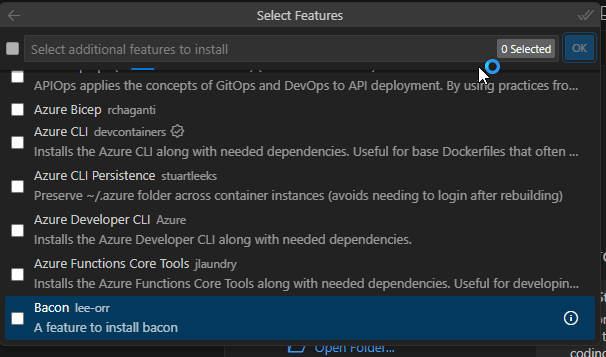 Select Features
Select additional features to install
0 Selected
OK
APIOps applies the concepts of GitOps and DevOps to API deployment. By using practices fro...
Azure Bicep rchaganti
Azure CLI devcontainers
Installs the Azure CLI along with needed dependencies. Useful for base Dockerfiles that often ...
Azure CLI Persistence stuartleeks
Preserve ~/.azure folder across container instances (avoids needing to login after rebuilding)
Azure Developer CLI Azure
Installs the Azure Developer CLI along with needed dependencies.
Azure Functions Core Tools jlaundry
Installs the Azure Functions Core Tools along with needed dependencies. Useful for developin...
Bacon lee-orr
A feature to install bacon
Open Folder...
coding